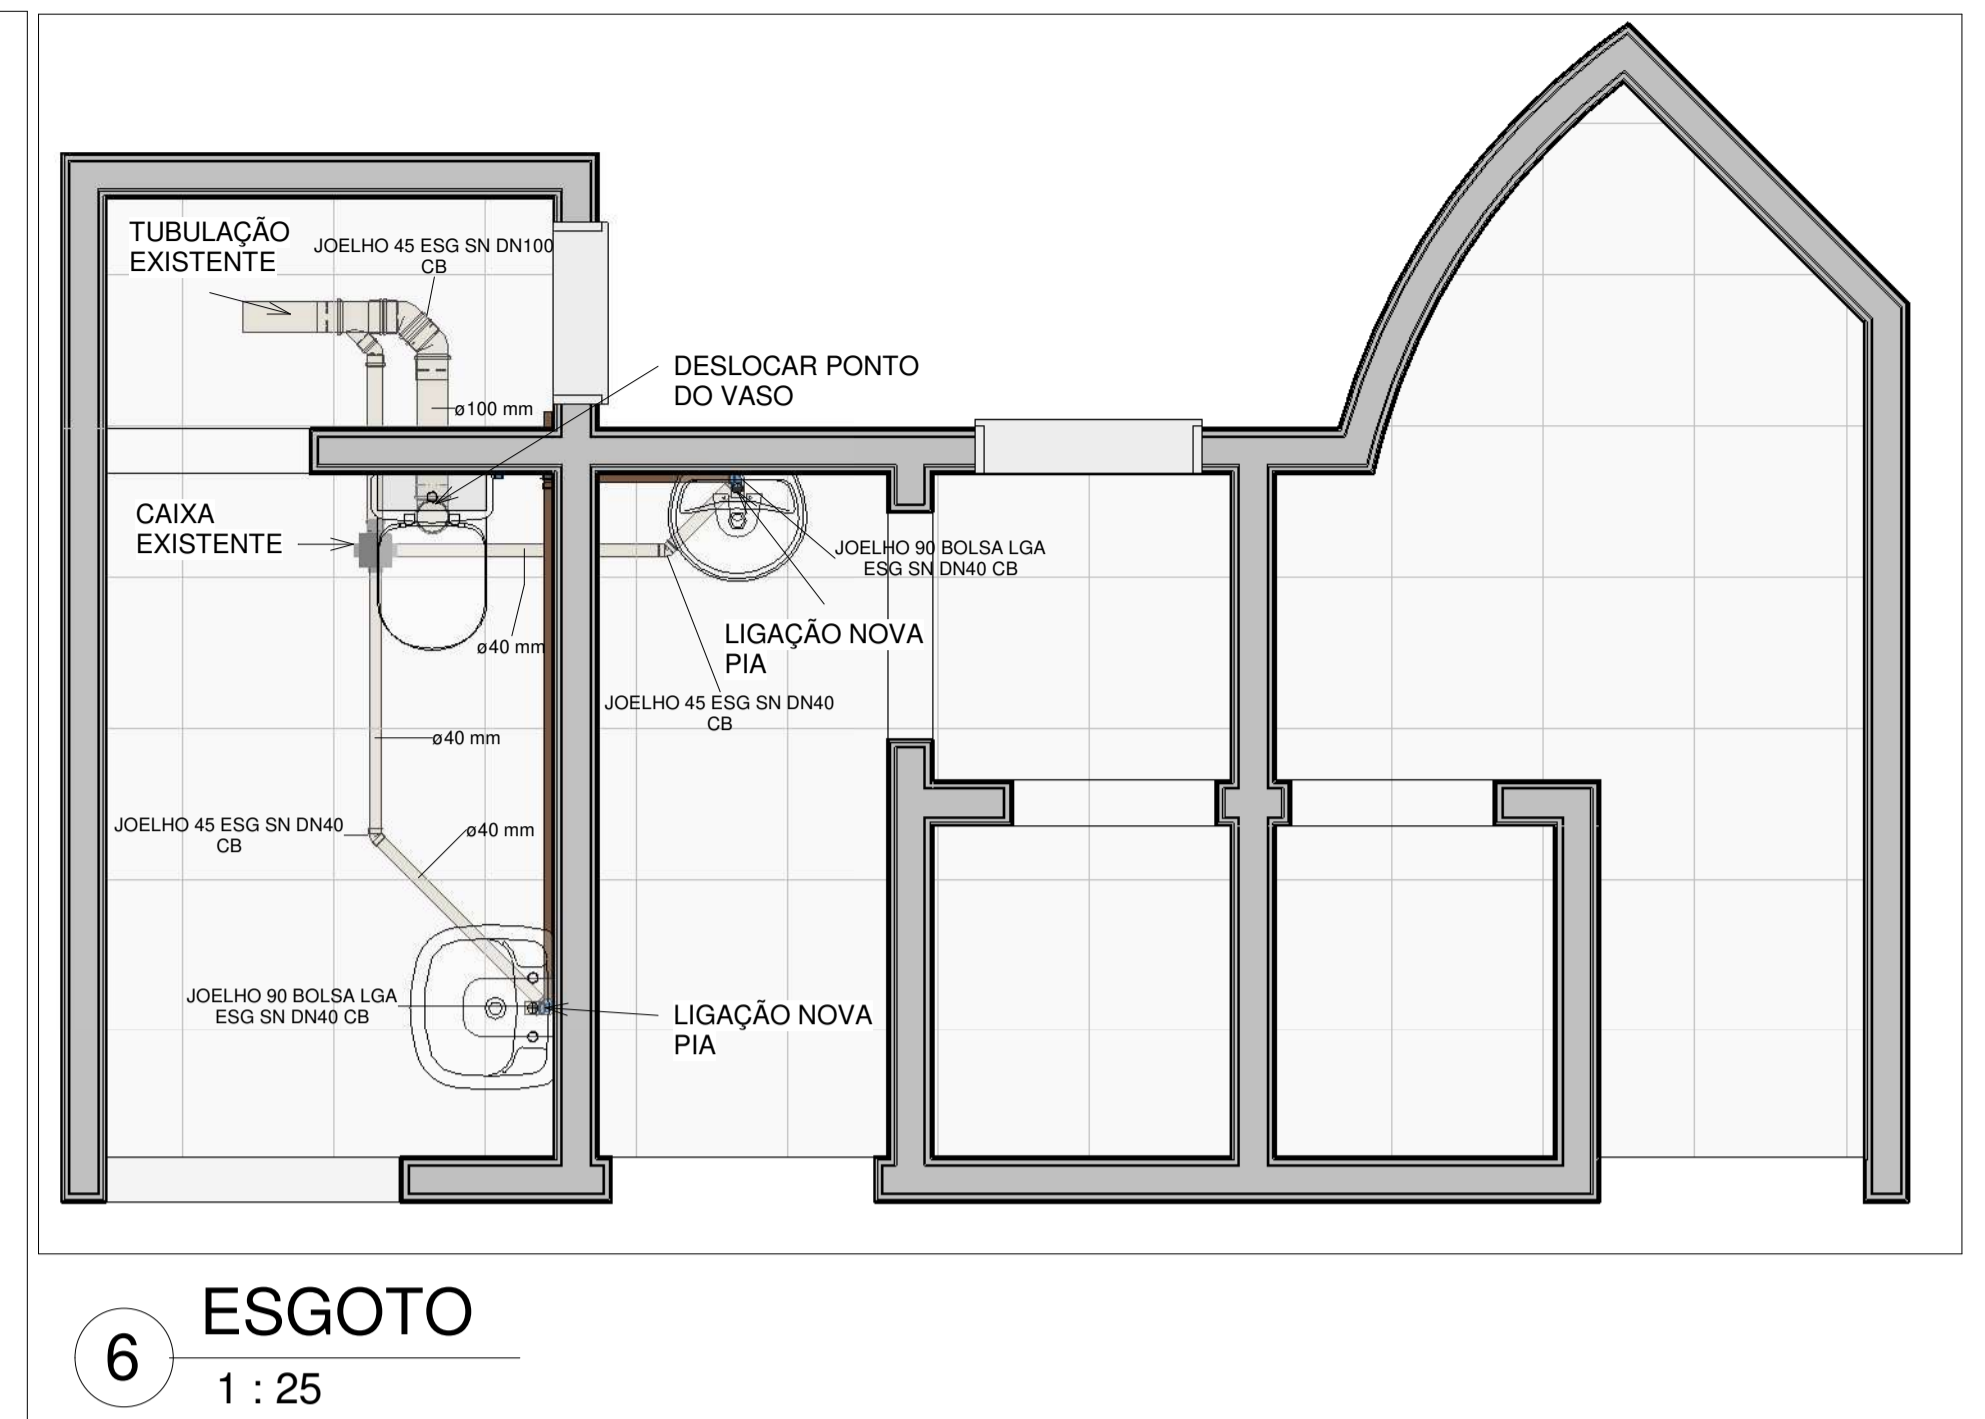 TUBULAÇÃO
EXISTENTE
JOELHO 45 ESG SN DN100
CB
DESLOCAR PONTO
DO VASO
ø100 mm
CAIXA
EXISTENTE
JOELHO 90 BOLSA LGA
ESG SN DN40 CB
ø40 mm
LIGAÇÃO NOVA
PIA
JOELHO 45 ESG SN DN40
CB
ø40 mm
JOELHO 45 ESG SN DN40
CB
ø40 mm
JOELHO 90 BOLSA LGA
ESG SN DN40 CB
LIGAÇÃO NOVA
PIA
6
ESGOTO
1 : 25